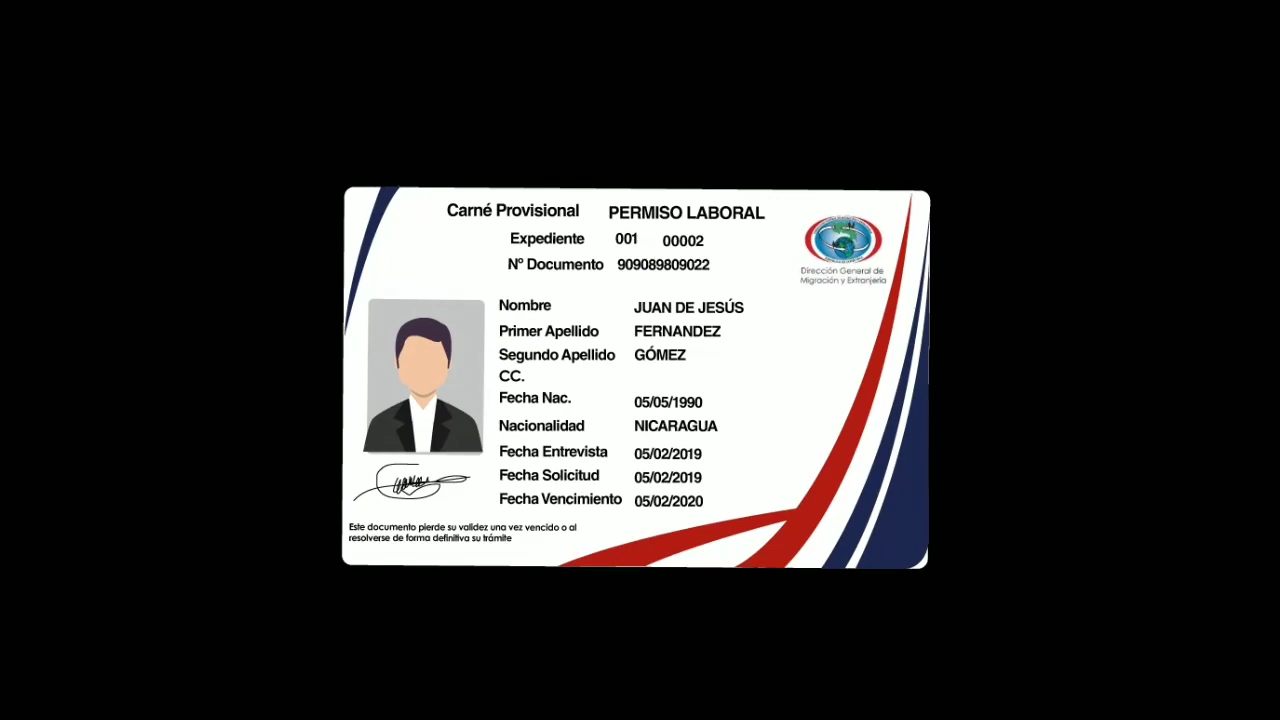 Carné Provisional PERMISO LABORAL
Expediente 001 00002
Nº Documento 909089809022
Dirección General de
Migración y Extranjería
Nombre JUAN DE JESÚS
Primer Apellido FERNANDEZ
Segundo Apellido GÓMEZ
CC.
Fecha Nac. 05/05/1990
Nacionalidad NICARAGUA
Fecha Entrevista 05/02/2019
Fecha Solicitud 05/02/2019
Fecha Vencimiento 05/02/2020
Este documento pierde su validez una vez vencido o al
resolverse de forma definitiva su trámite